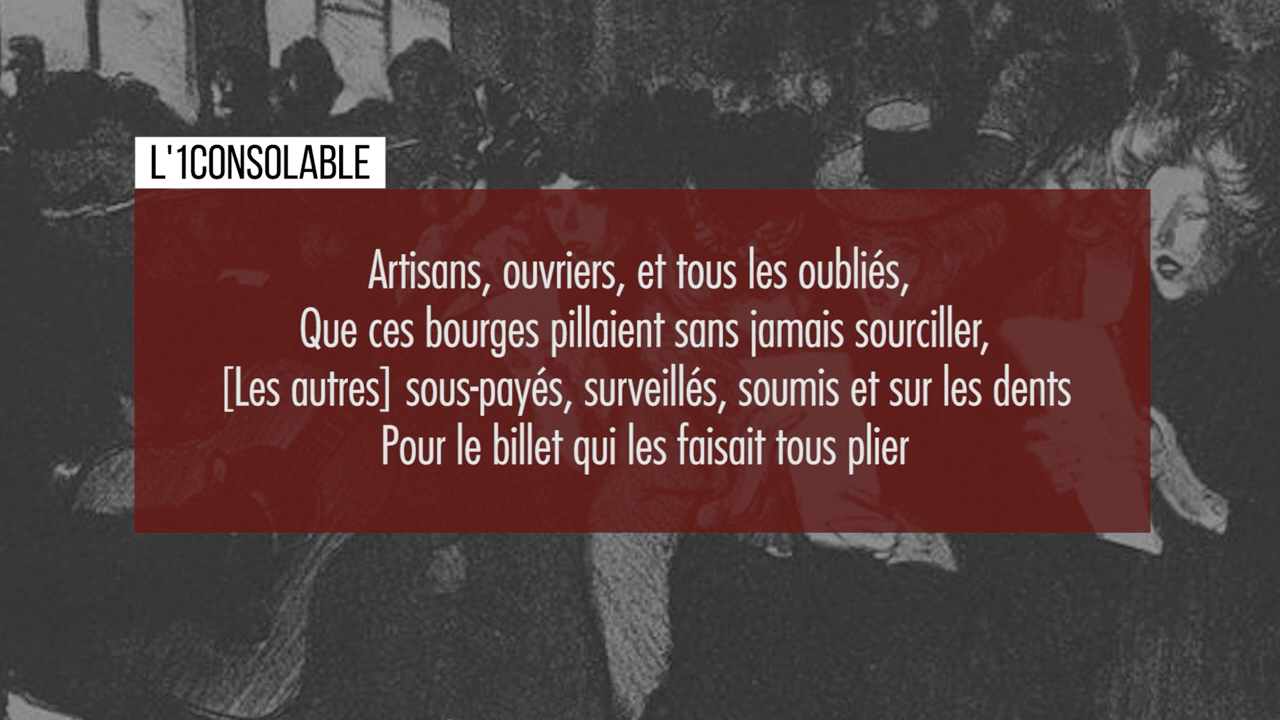 L'1CONSOLABLE
Artisans, ouvriers, et tous les oubliés,
Que ces bourges pillaient sans jamais sourciller,
[Les autres] sous-payés, surveillés, soumis et sur les dents
Pour le billet qui les faisait tous plier